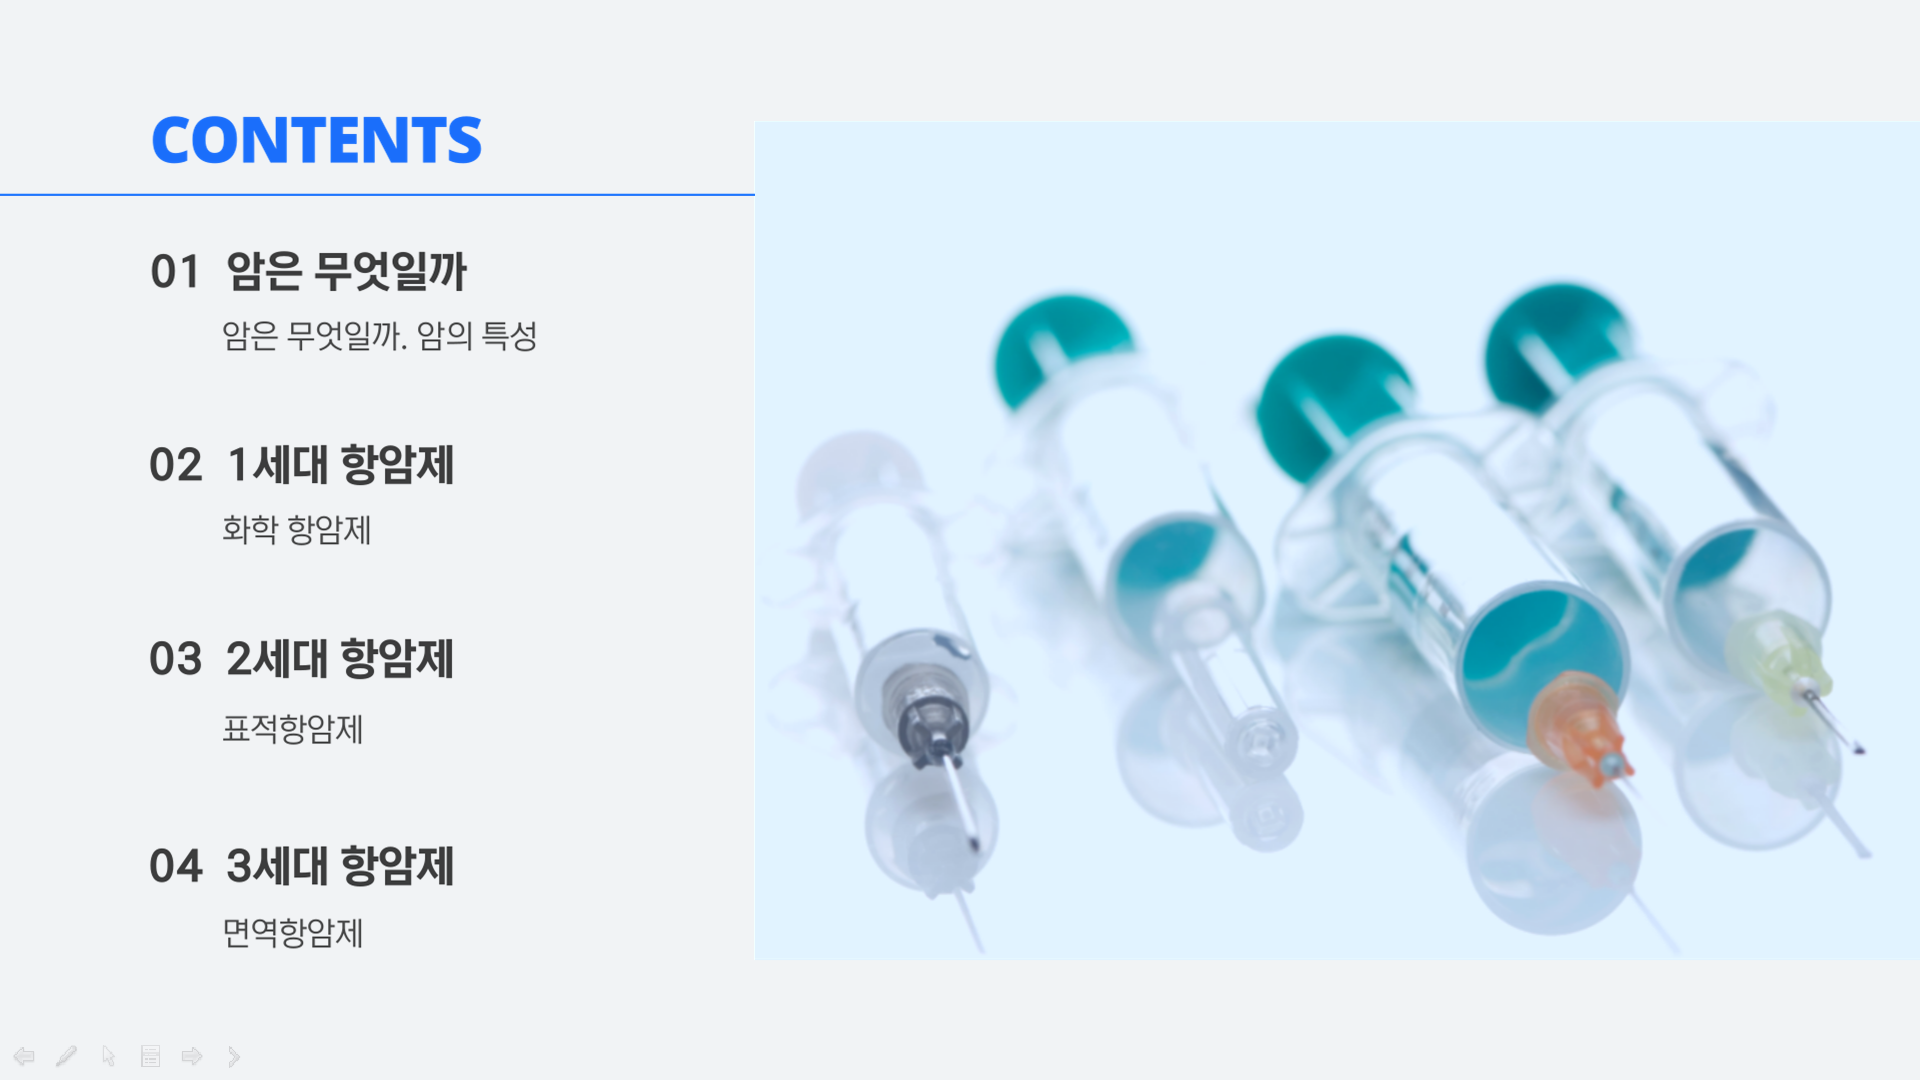 CONTENTS
01 암은 무엇일까
암은 무엇일까. 암의 특성
02 1세대 항암제
화학 항암제
03 2세대 항암제
표적항암제
04 3세대 항암제
면역항암제